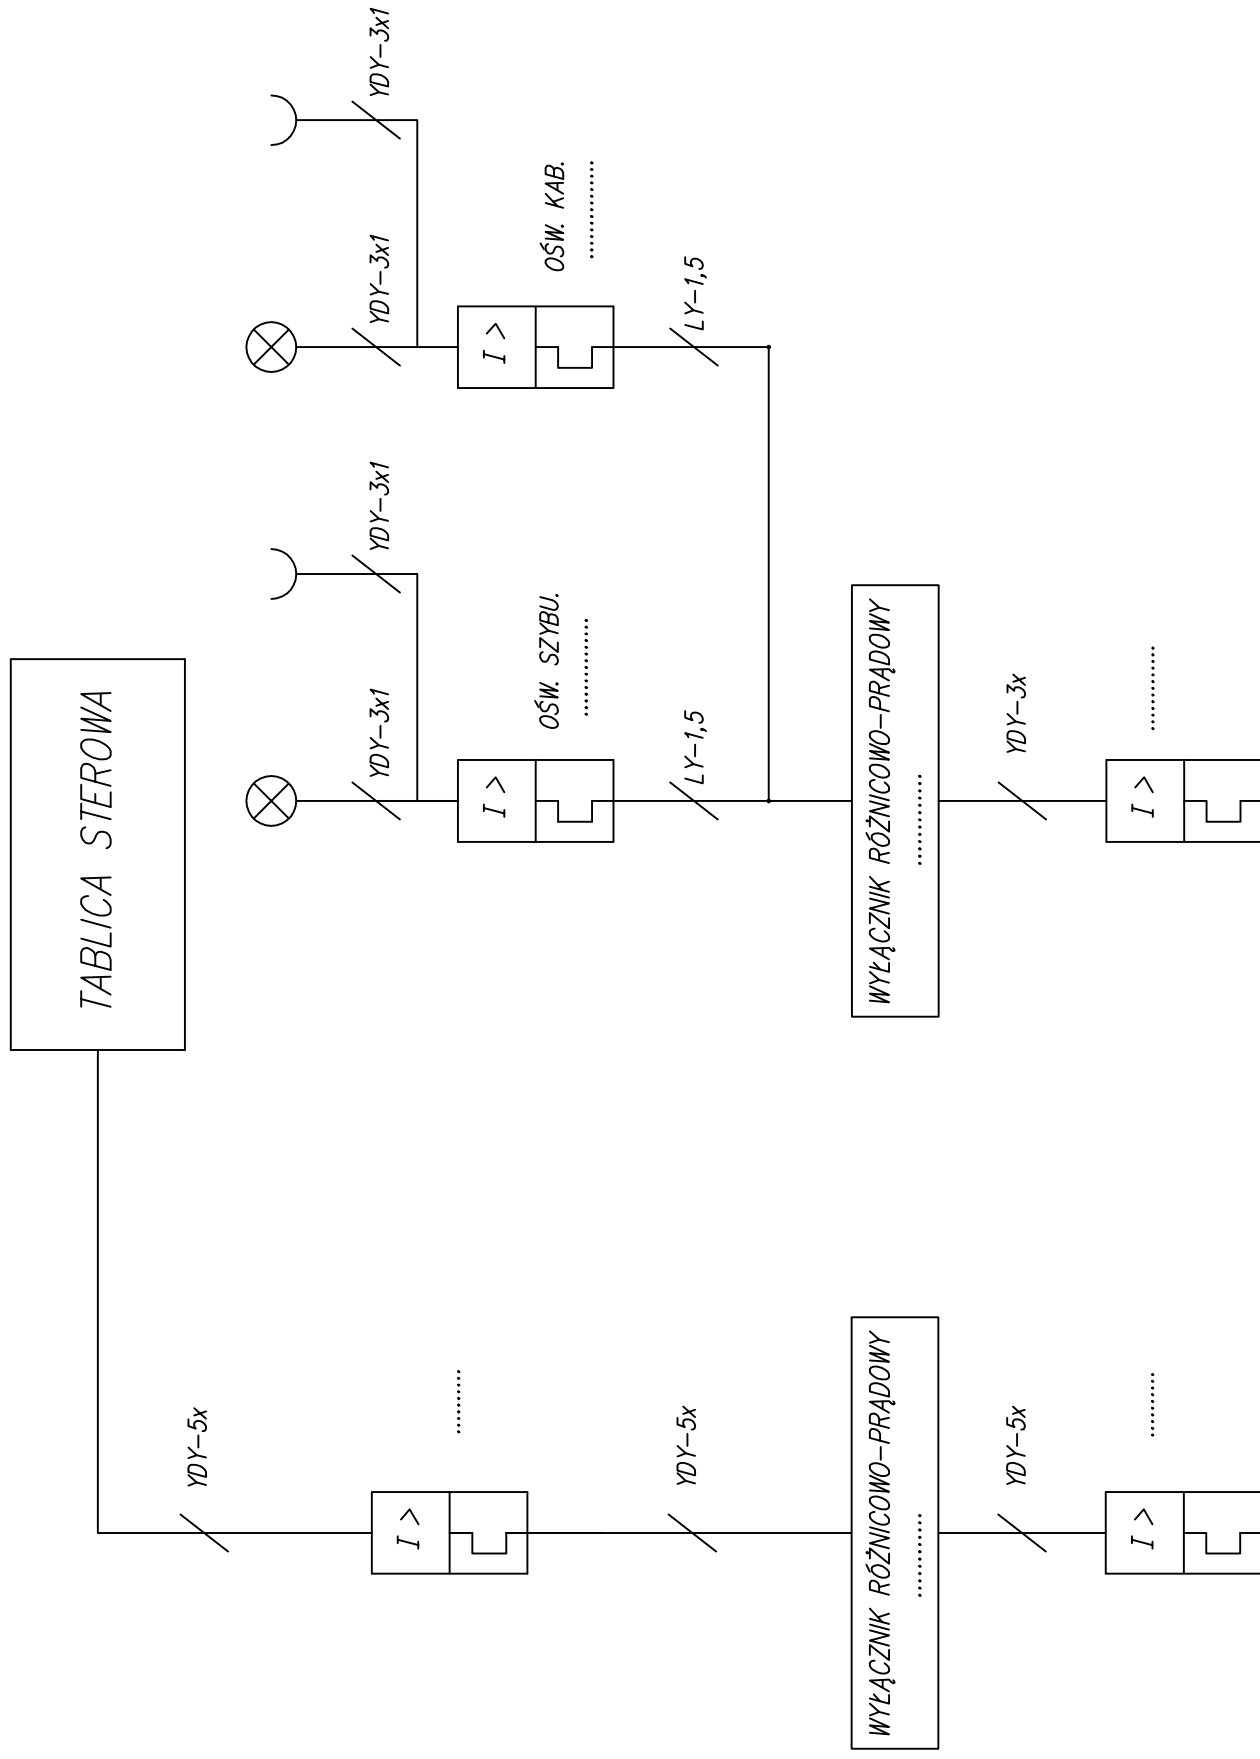 TABLICA STEROWA
YDY-3x1
YDY-3x1
YDY-3x1
YDY-3x1
OŚW. KAB.
.................
I >
LY-1,5
OŚW. SZYBU.
.................
I >
LY-1,5
YDY-5x
...........
I >
YDY-5x
WYŁĄCZNIK RÓŻNICOWO-PRĄDOWY
................
YDY-3x
...............
I >
WYŁĄCZNIK RÓŻNICOWO-PRĄDOWY
...............
YDY-5x
...........
I >